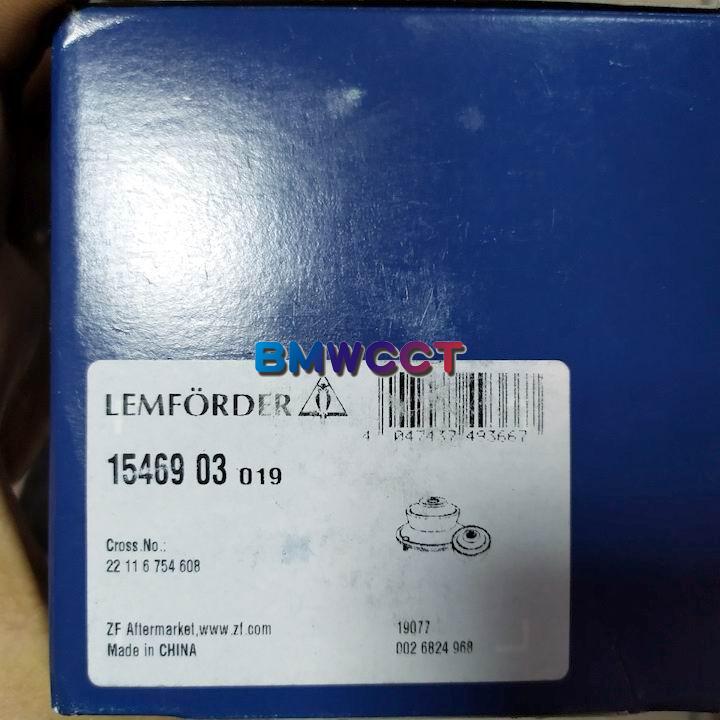 BMWCCT
LEMFÖRDER
4 047437 493667
15469 03 019
Cross.No.:
22 11 6 754 608
ZF Aftermarket,www.zf.com
Made in CHINA
19077
002 6824 968